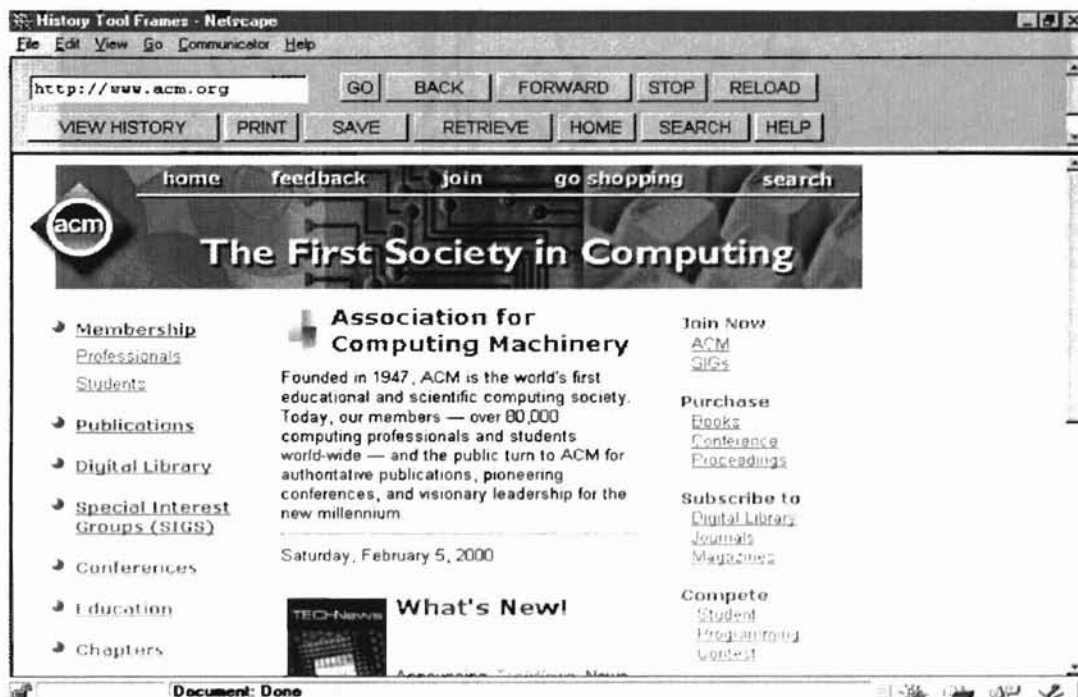 History Tool Frames - Netscape
File Edit View Go Communicator Help
http://www.acm.org GO BACK FORWARD STOP RELOAD
VIEW HISTORY PRINT SAVE RETRIEVE HOME SEARCH HELP
home feedback join go shopping search
acm
The First Society in Computing
Membership
Professionals
Students
Publications
Digital Library
Special Interest
Groups (SIGS)
Conferences
Education
Chapters
Association for
Computing Machinery
Founded in 1947, ACM is the world's first
educational and scientific computing society.
Today, our members — over 80,000
computing professionals and students
world-wide — and the public turn to ACM for
authoritative publications, pioneering
conferences, and visionary leadership for the
new millennium
Saturday, February 5, 2000
TECH-News
What's New!
Announcing TechNews News
Join Now
ACM
SIGs
Purchase
Books
Conference
Proceedings
Subscribe to
Digital Library
Journals
Magazines
Compete
Student
Programming
Contest
Document: Done